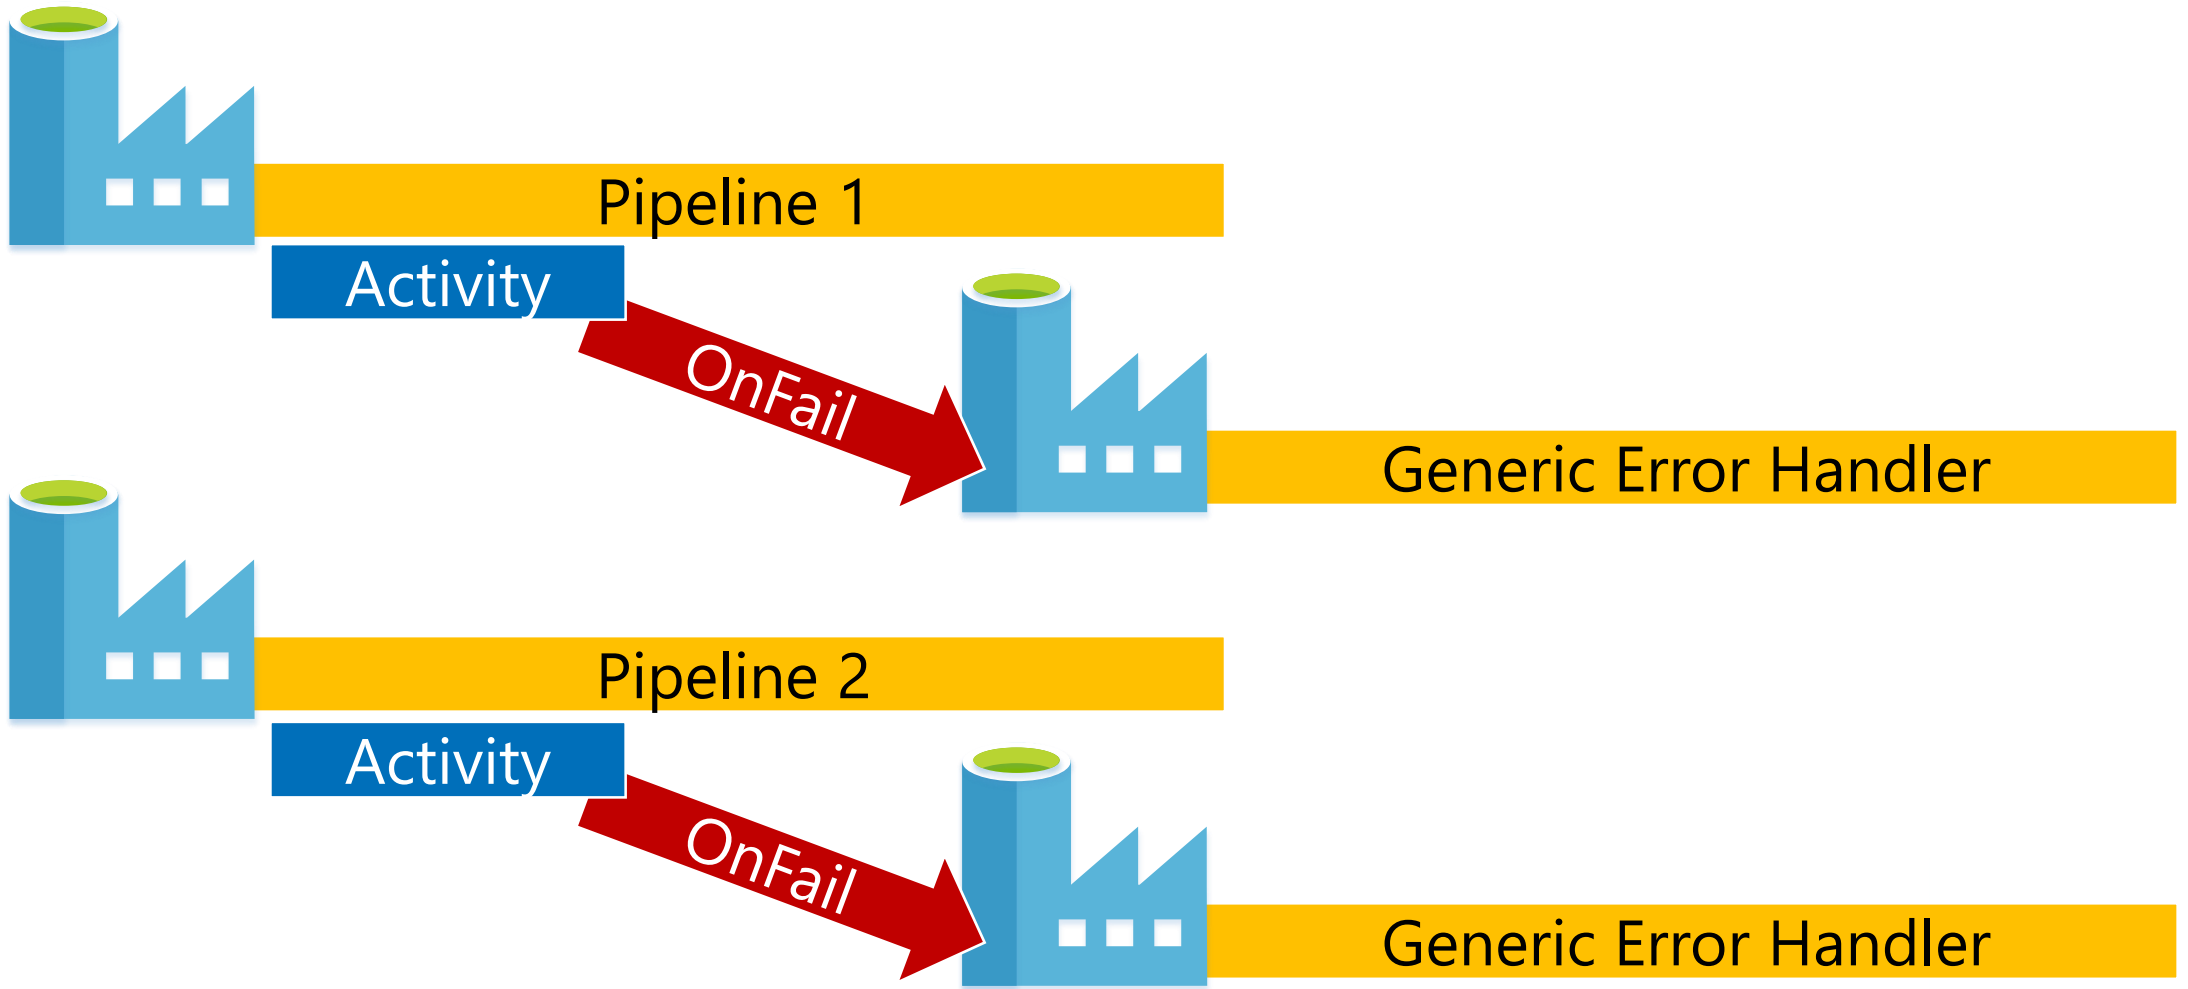 Pipeline 1
Activity
OnFail
Generic Error Handler
Pipeline 2
Activity
OnFail
Generic Error Handler